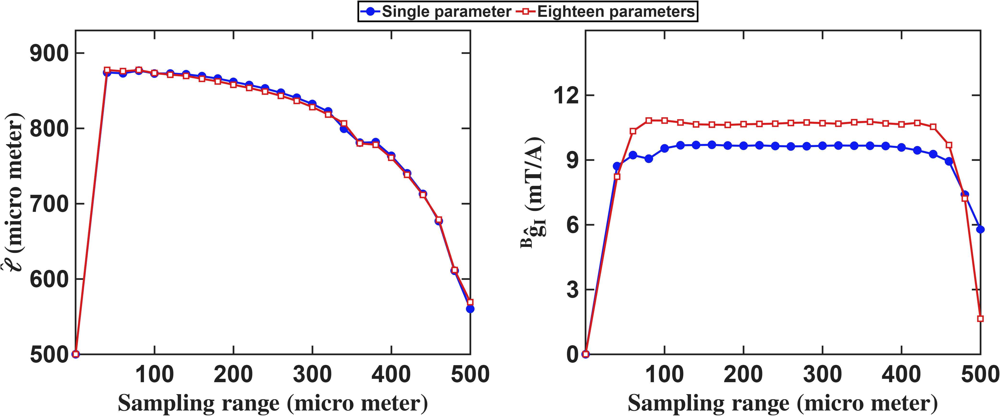 Single parameter Eighteen parameters
900
800
700
600
500
100 200 300 400 500
Sampling range (micro meter)
ℓ̂ (micro meter)
12
9
6
3
0
100 200 300 400 500
Sampling range (micro meter)
ᴮĝI (mT/A)